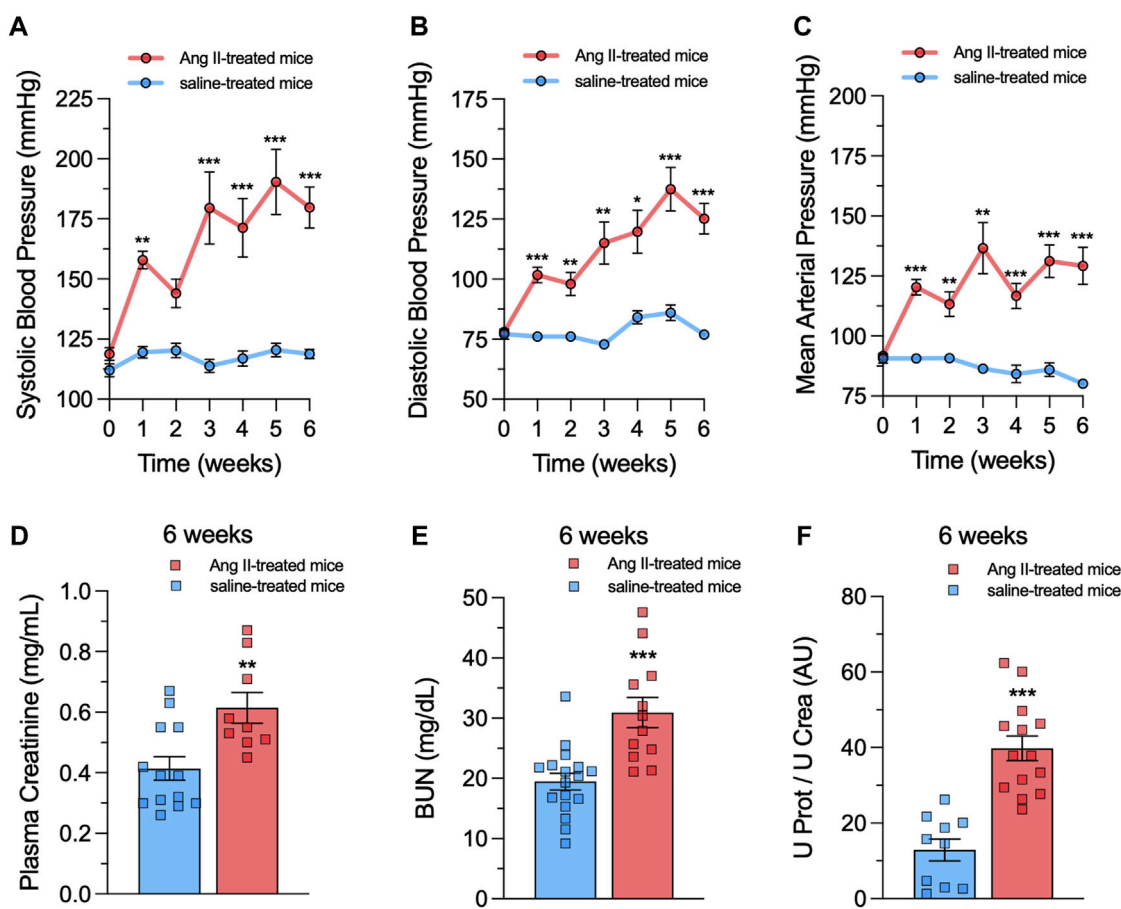 A
Ang II-treated mice
saline-treated mice
Systolic Blood Pressure (mmHg)
225
200
175
150
125
100
**
***
***
***
***
0 1 2 3 4 5 6
Time (weeks)
B
Ang II-treated mice
saline-treated mice
Diastolic Blood Pressure (mmHg)
175
150
125
100
75
50
***
**
**
*
***
***
0 1 2 3 4 5 6
Time (weeks)
C
Ang II-treated mice
saline-treated mice
Mean Arterial Pressure (mmHg)
200
175
150
125
100
75
***
**
**
***
***
***
0 1 2 3 4 5 6
Time (weeks)
D
6 weeks
Ang II-treated mice
saline-treated mice
Plasma Creatinine (mg/mL)
1.0
0.8
0.6
0.4
0.2
0.0
**
E
6 weeks
Ang II-treated mice
saline-treated mice
BUN (mg/dL)
50
40
30
20
10
0
***
F
6 weeks
Ang II-treated mice
saline-treated mice
U Prot / U Crea (AU)
80
60
40
20
0
***